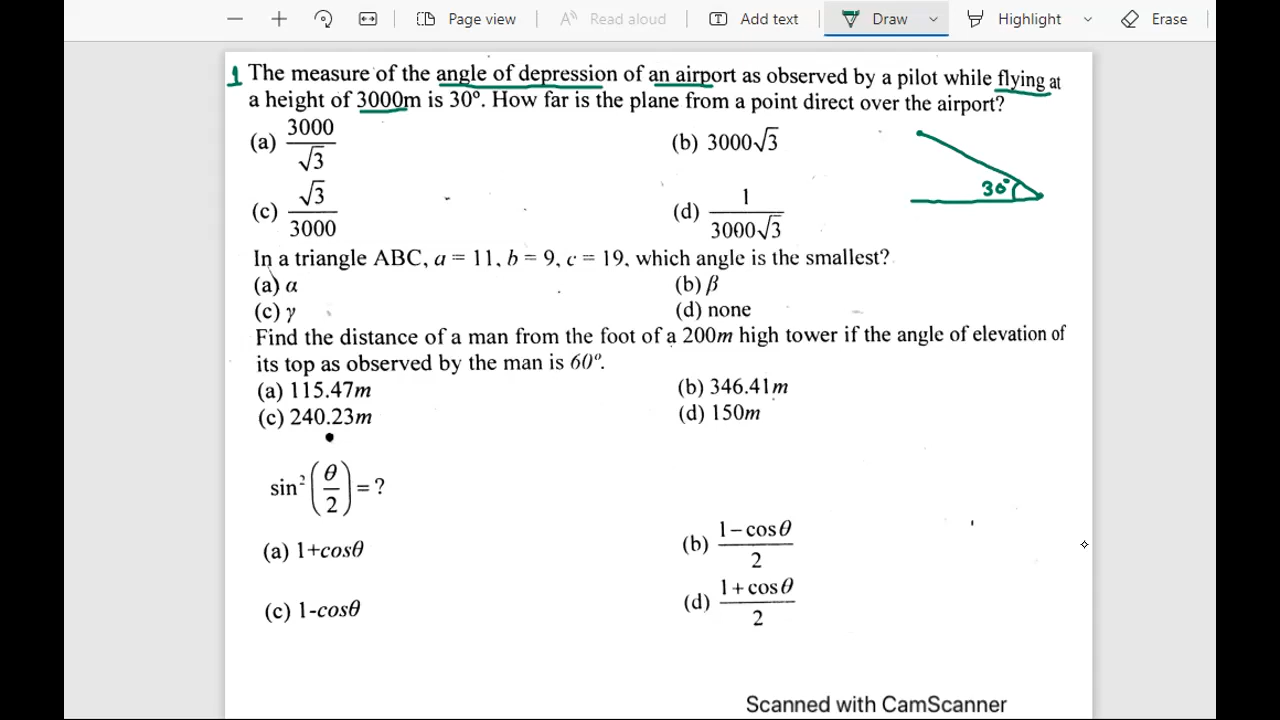 Page view Read aloud Add text Draw Highlight Erase
1 The measure of the angle of depression of an airport as observed by a pilot while flying at
a height of 3000m is 30º. How far is the plane from a point direct over the airport?
(a) 3000/√3 (b) 3000√3
30°
(c) √3/3000 (d) 1/3000√3
In a triangle ABC, a = 11, b = 9, c = 19, which angle is the smallest?
(a) α (b) β
(c) γ (d) none
Find the distance of a man from the foot of a 200m high tower if the angle of elevation of
its top as observed by the man is 60º.
(a) 115.47m (b) 346.41m
(c) 240.23m (d) 150m
sin²(θ/2) = ?
(a) 1+cosθ (b) 1−cosθ/2
(c) 1-cosθ (d) 1+cosθ/2
Scanned with CamScanner